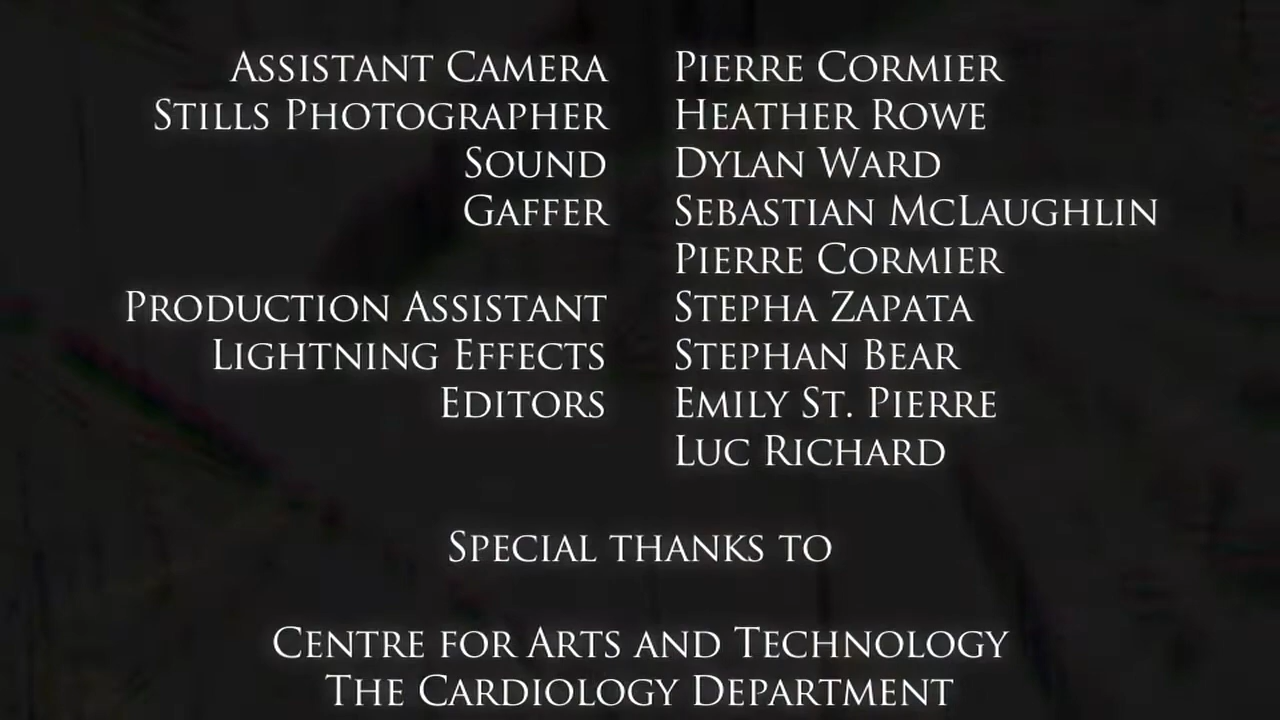 Assistant Camera Pierre Cormier
Stills Photographer Heather Rowe
Sound Dylan Ward
Gaffer Sebastian McLaughlin
Pierre Cormier
Production Assistant Stepha Zapata
Lightning Effects Stephan Bear
Editors Emily St. Pierre
Luc Richard
Special thanks to
Centre for Arts and Technology
The Cardiology Department